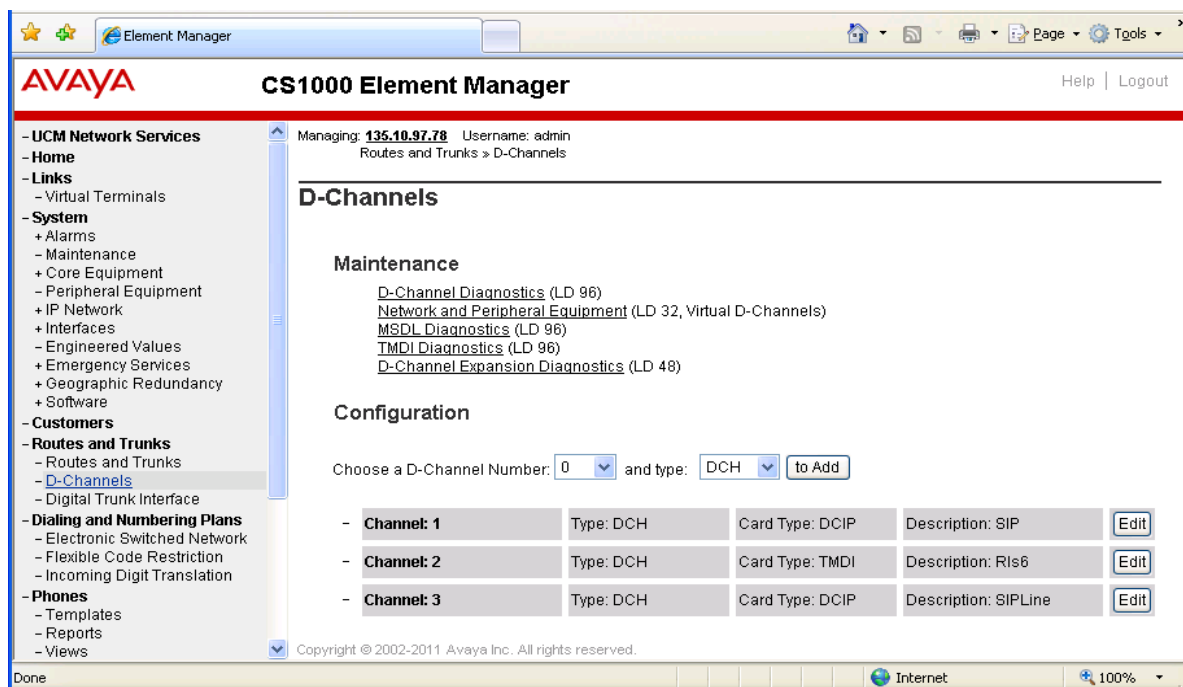 Element Manager
Page
Tools
AVAYA
CS1000 Element Manager
Help | Logout
- UCM Network Services
- Home
- Links
- Virtual Terminals
- System
+ Alarms
- Maintenance
+ Core Equipment
- Peripheral Equipment
+ IP Network
+ Interfaces
- Engineered Values
+ Emergency Services
+ Geographic Redundancy
+ Software
- Customers
- Routes and Trunks
- Routes and Trunks
- D-Channels
- Digital Trunk Interface
- Dialing and Numbering Plans
- Electronic Switched Network
- Flexible Code Restriction
- Incoming Digit Translation
- Phones
- Templates
- Reports
- Views
Managing: 135.10.97.78 Username: admin
Routes and Trunks » D-Channels
D-Channels
Maintenance
D-Channel Diagnostics (LD 96)
Network and Peripheral Equipment (LD 32, Virtual D-Channels)
MSDL Diagnostics (LD 96)
TMDI Diagnostics (LD 96)
D-Channel Expansion Diagnostics (LD 48)
Configuration
Choose a D-Channel Number: 0 and type: DCH to Add
- Channel: 1 Type: DCH Card Type: DCIP Description: SIP Edit
- Channel: 2 Type: DCH Card Type: TMDI Description: Rls6 Edit
- Channel: 3 Type: DCH Card Type: DCIP Description: SIPLine Edit
Copyright © 2002-2011 Avaya Inc. All rights reserved.
Done
Internet
100%